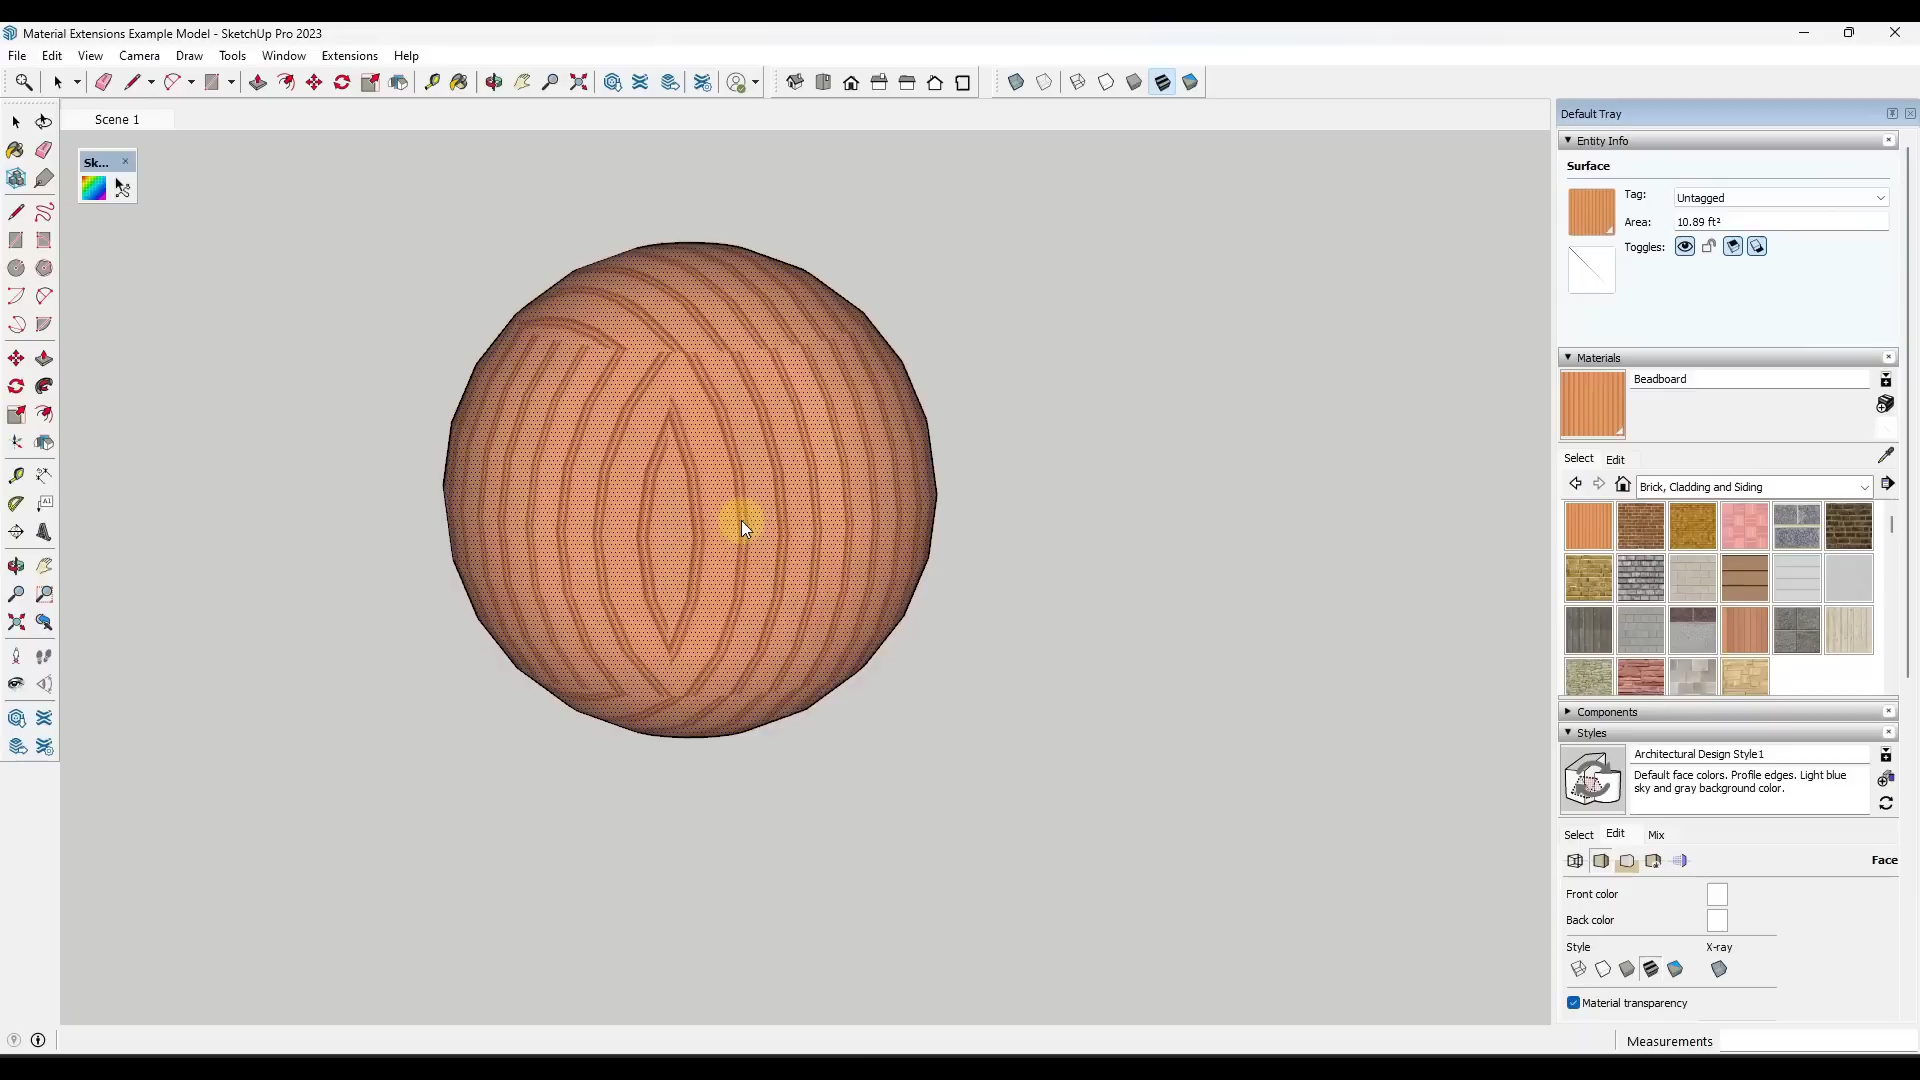 Material Extensions Example Model - SketchUp Pro 2023
File Edit View Camera Draw Tools Window Extensions Help
Scene 1
Sk...
A1
Default Tray
Entity Info
Surface
Tag: Untagged
Area: 10.89 ft²
Toggles:
Materials
Beadboard
Select Edit
Brick, Cladding and Siding
Components
Styles
Architectural Design Style1
Default face colors. Profile edges. Light blue
sky and gray background color.
Select Edit Mix
Face
Front color
Back color
Style X-ray
Material transparency
Measurements